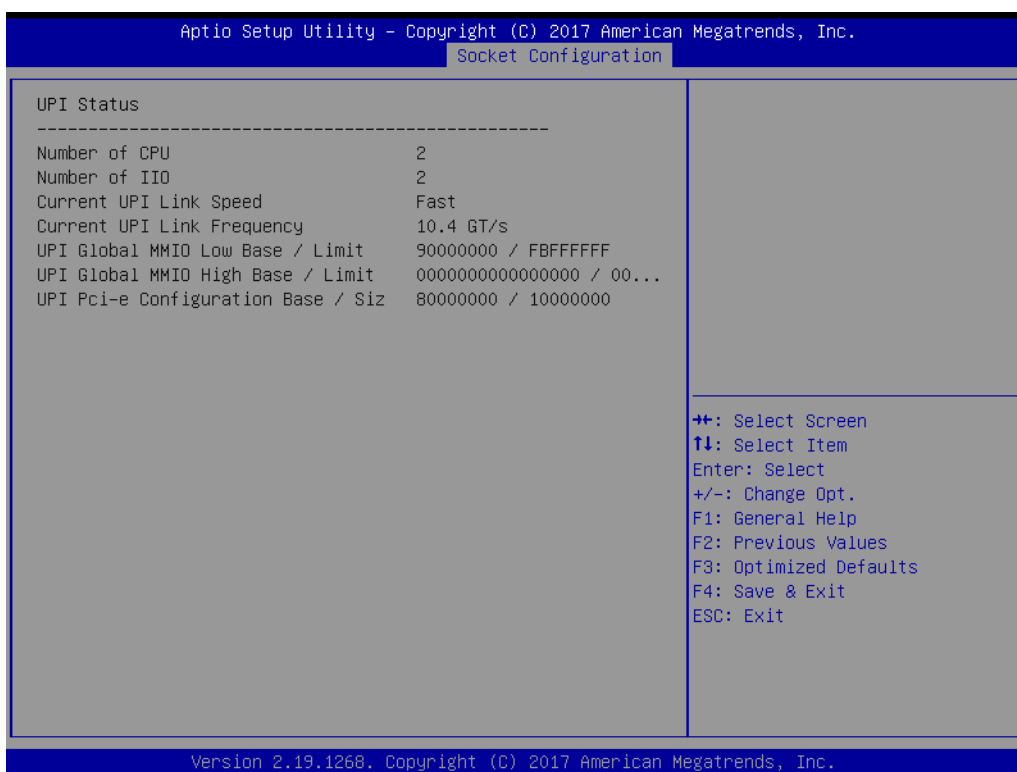 Aptio Setup Utility – Copyright (C) 2017 American Megatrends, Inc.
Socket Configuration
UPI Status
--------------------------------------------------
Number of CPU 2
Number of IIO 2
Current UPI Link Speed Fast
Current UPI Link Frequency 10.4 GT/s
UPI Global MMIO Low Base / Limit 90000000 / FBFFFFFF
UPI Global MMIO High Base / Limit 0000000000000000 / 00...
UPI Pci-e Configuration Base / Siz 80000000 / 10000000
→←: Select Screen
↑↓: Select Item
Enter: Select
+/-: Change Opt.
F1: General Help
F2: Previous Values
F3: Optimized Defaults
F4: Save & Exit
ESC: Exit
Version 2.19.1268. Copyright (C) 2017 American Megatrends, Inc.